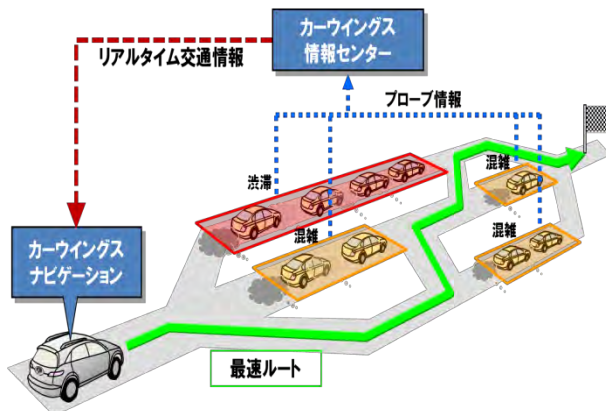 カーウイングス
情報センター
リアルタイム交通情報
プローブ情報
渋滞
混雑
混雑
混雑
カーウイングス
ナビゲーション
最速ルート